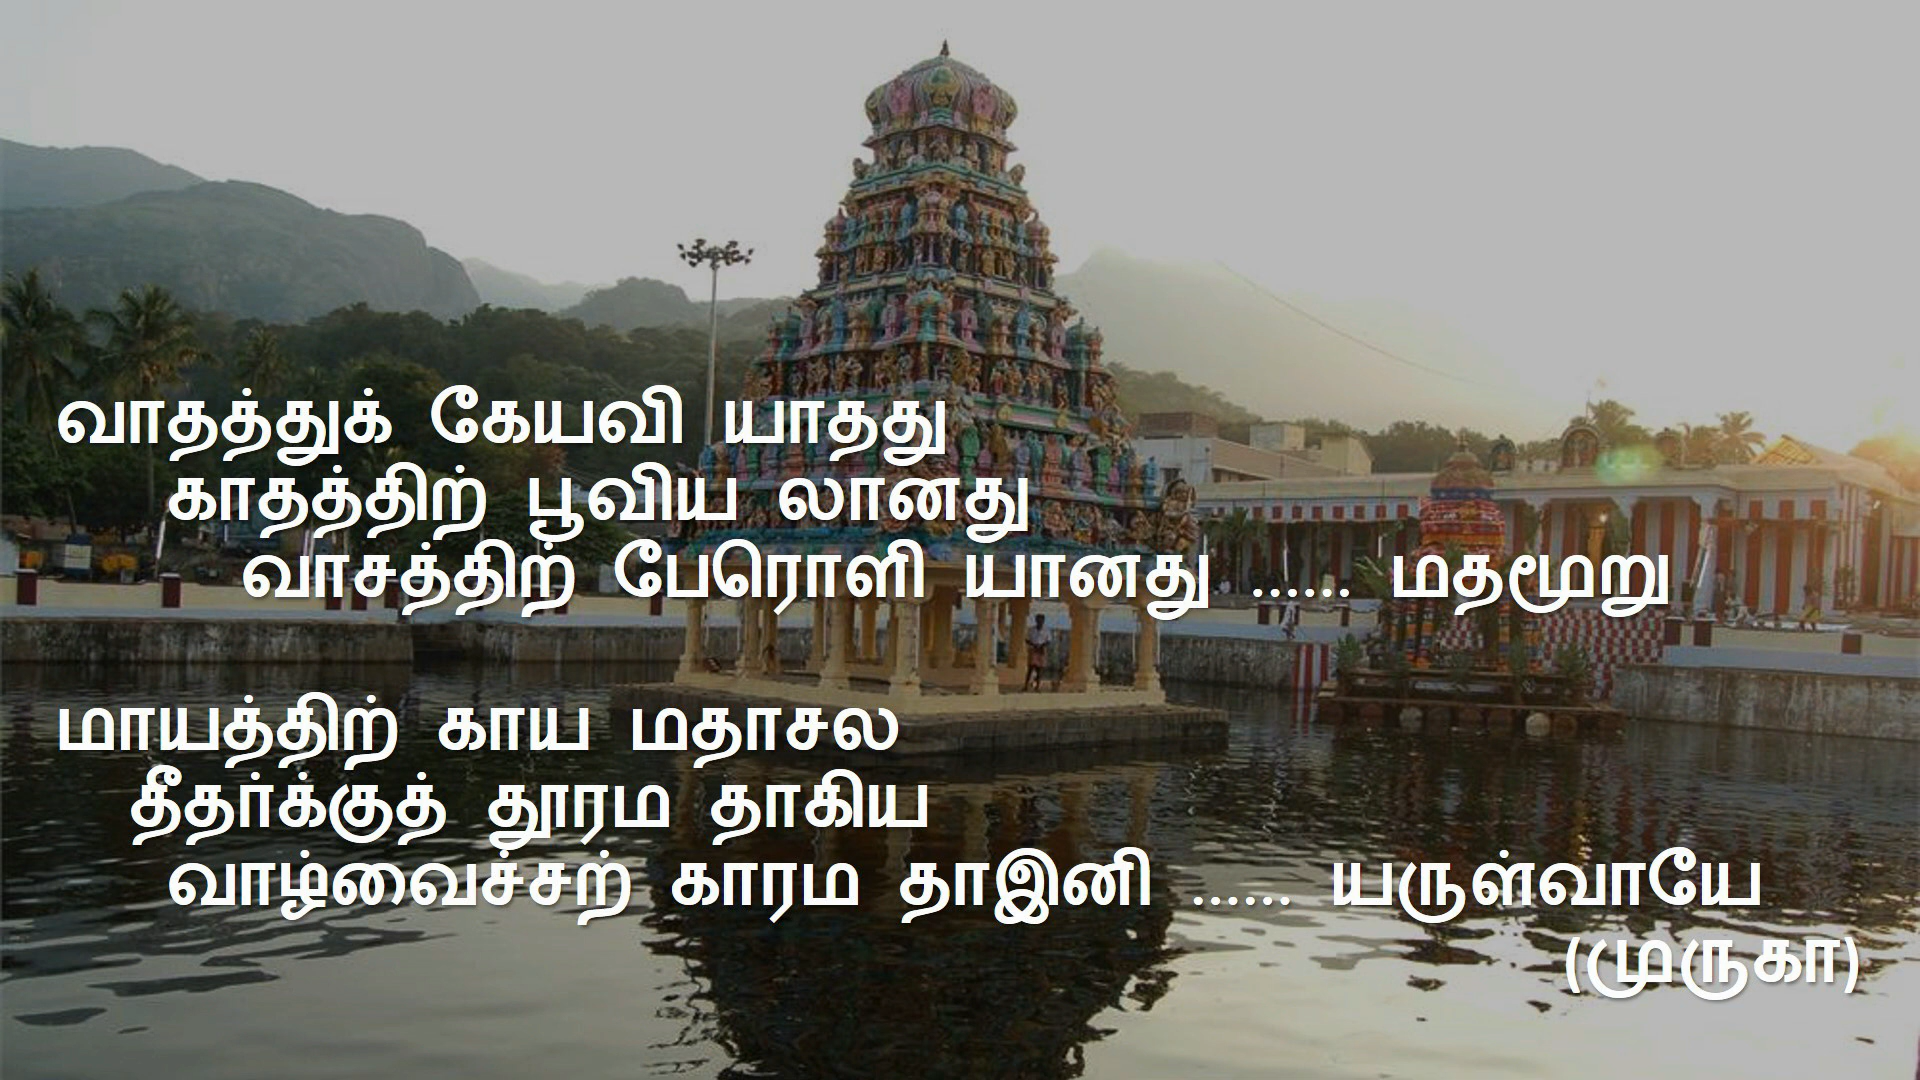 வாதத்துக் கேயவி யாதது
காதத்திற் பூவிய லானது
வாசத்திற் பேரொளி யானது ...... மதமூறு
மாயத்திற் காய மதாசல
தீதர்க்குத் தூரம தாகிய
வாழ்வைச்சற் காரம தாஇனி ...... யருள்வாயே
(முருகா)